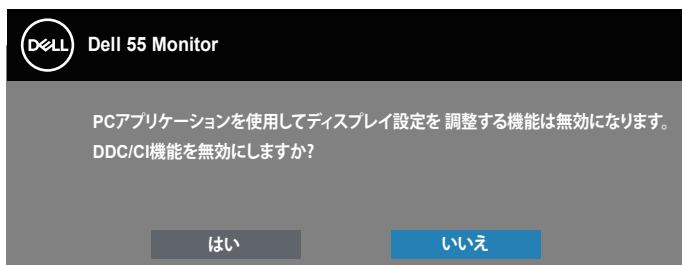 DELL Dell 55 Monitor
PCアプリケーションを使用してディスプレイ設定を 調整する機能は無効になります。
DDC/CI機能を無効にしますか?
はい いいえ